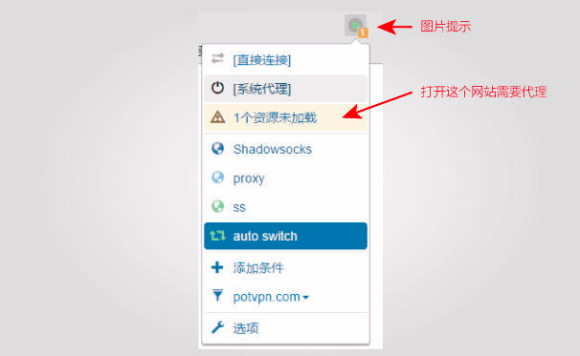 1
图片提示
[直接连接]
[系统代理]
打开这个网站需要代理
1个资源未加载
Shadowsocks
proxy
ss
auto switch
添加条件
potvpn.com
选项